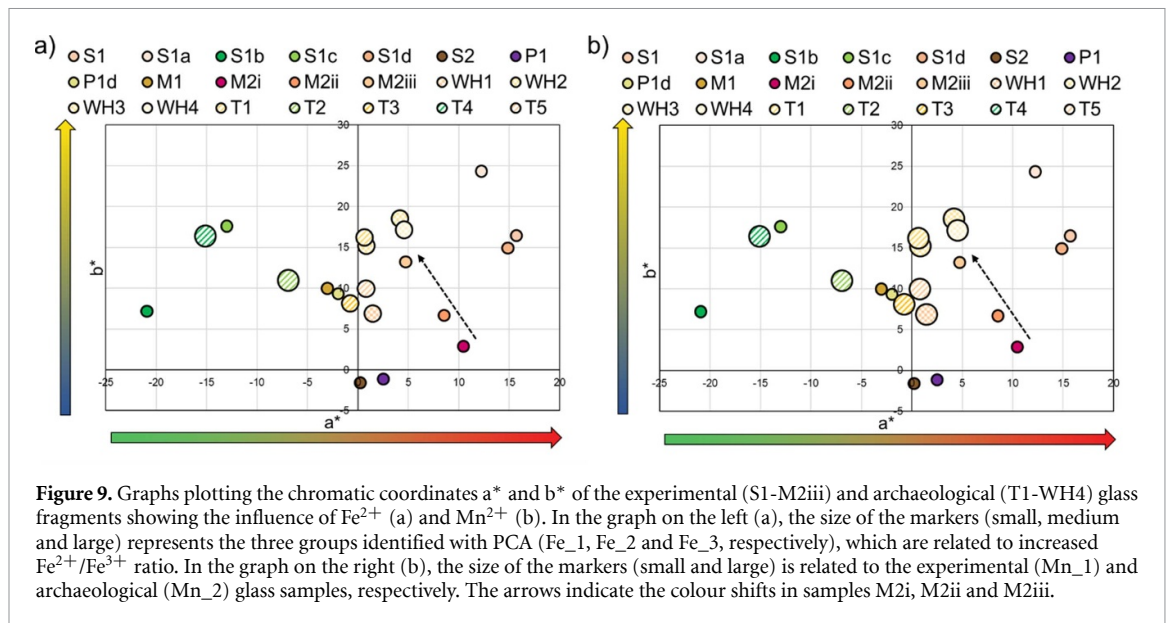 a)
S1 S1a S1b S1c S1d S2 P1
P1d M1 M2i M2ii M2iii WH1 WH2
WH3 WH4 T1 T2 T3 T4 T5
30
25
20
15
10
5
0
-5
-25 -20 -15 -10 -5 0 5 10 15 20
b*
a*
b)
S1 S1a S1b S1c S1d S2 P1
P1d M1 M2i M2ii M2iii WH1 WH2
WH3 WH4 T1 T2 T3 T4 T5
30
25
20
15
10
5
0
-5
-25 -20 -15 -10 -5 0 5 10 15 20
b*
a*
Figure 9. Graphs plotting the chromatic coordinates a* and b* of the experimental (S1-M2iii) and archaeological (T1-WH4) glass
fragments showing the influence of Fe²⁺ (a) and Mn²⁺ (b). In the graph on the left (a), the size of the markers (small, medium
and large) represents the three groups identified with PCA (Fe_1, Fe_2 and Fe_3, respectively), which are related to increased
Fe²⁺/Fe³⁺ ratio. In the graph on the right (b), the size of the markers (small and large) is related to the experimental (Mn_1) and
archaeological (Mn_2) glass samples, respectively. The arrows indicate the colour shifts in samples M2i, M2ii and M2iii.